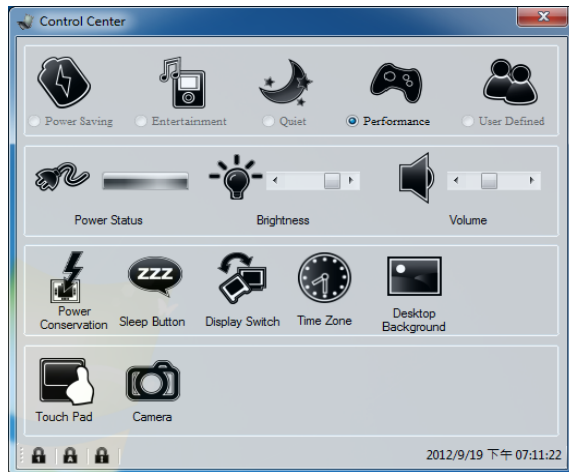 Control Center
Power Saving
Entertainment
Quiet
Performance
User Defined
Power Status
Brightness
Volume
zzz
Power
Conservation
Sleep Button
Display Switch
Time Zone
Desktop
Background
Touch Pad
Camera
2012/9/19 下午 07:11:22